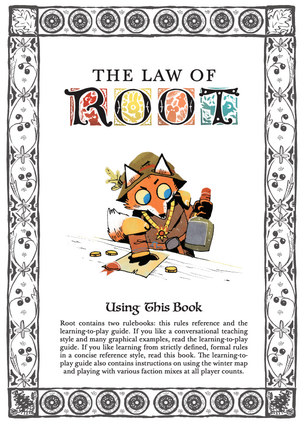 THE LAW OF
ROOT
Using This Book
Root contains two rulebooks: this rules reference and the
learning-to-play guide. If you like a conversational teaching
style and many graphical examples, read the learning-to-play
guide. If you like learning from strictly defined, formal rules
in a concise reference style, read this book. The learning-to-
play guide also contains instructions on using the winter map
and playing with various faction mixes at all player counts.